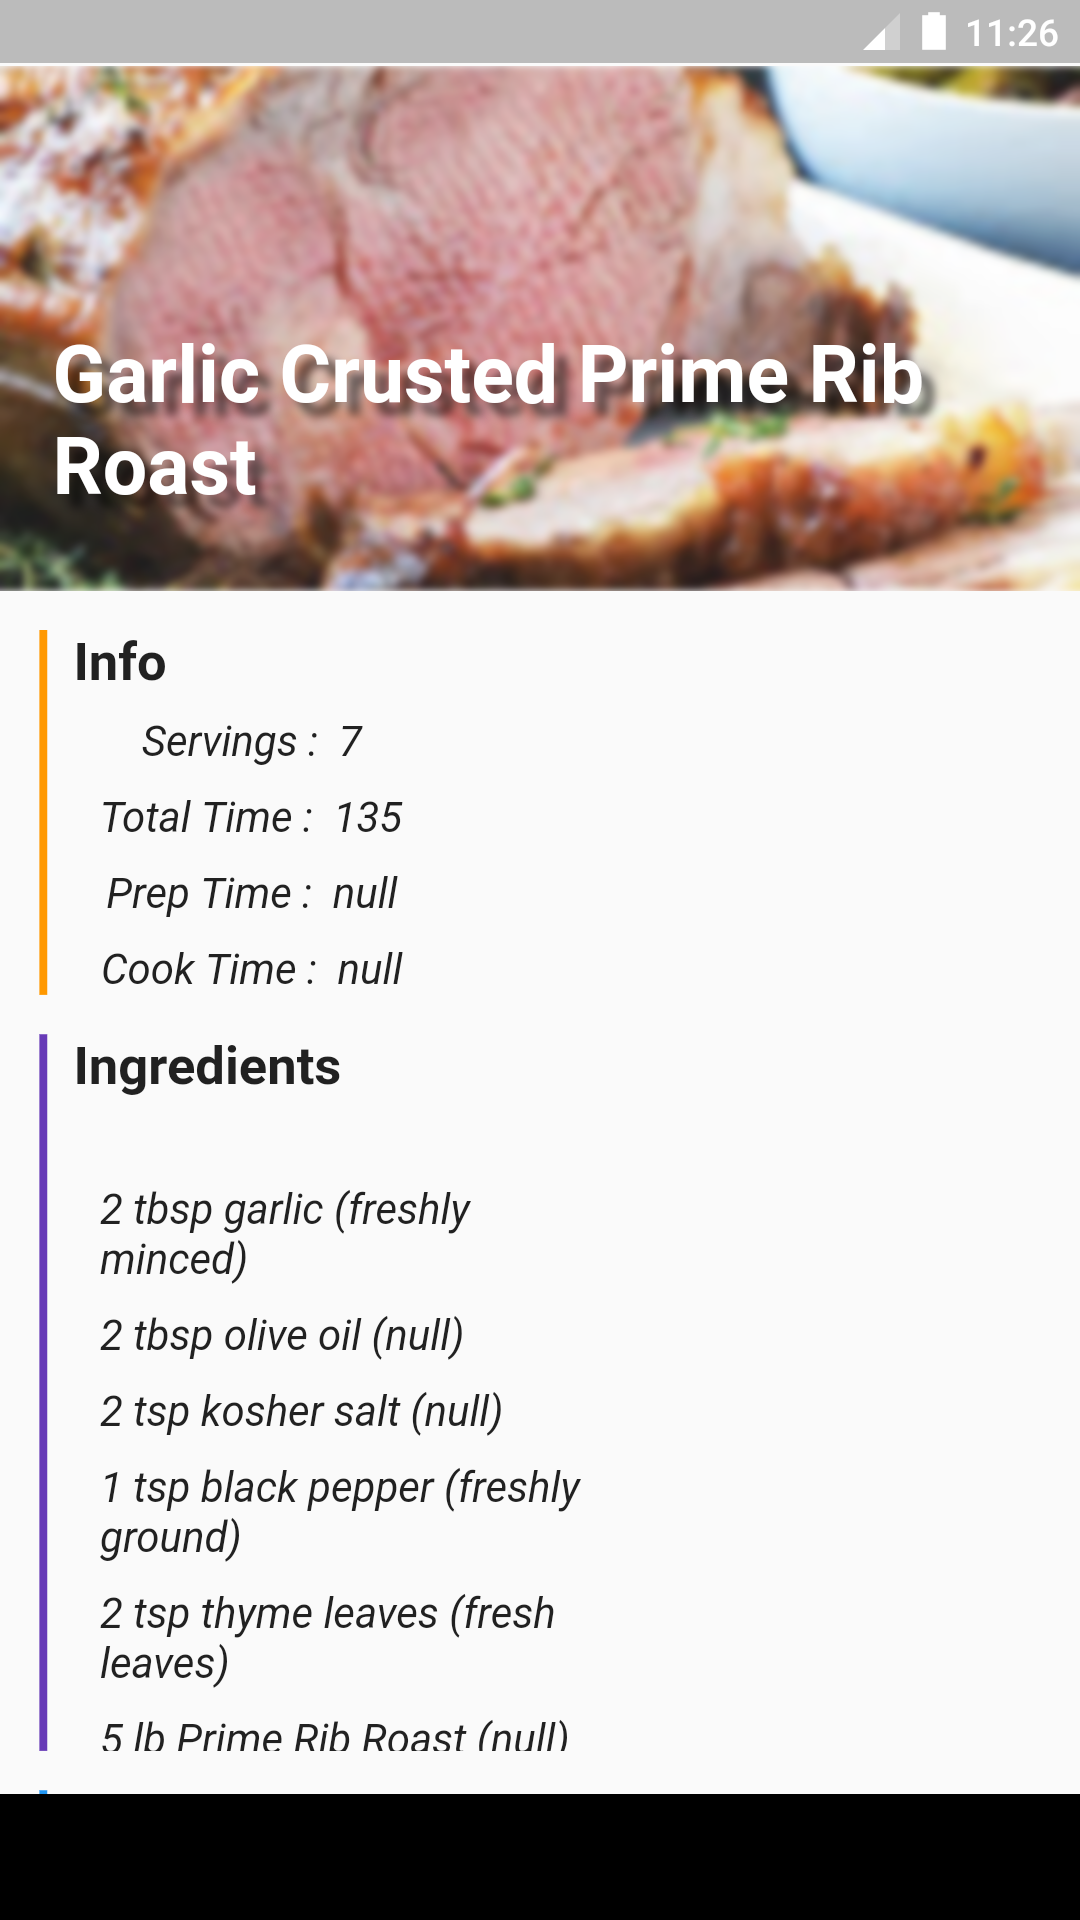 11:26
Garlic Crusted Prime Rib
Roast
Info
Servings : 7
Total Time : 135
Prep Time : null
Cook Time : null
Ingredients
2 tbsp garlic (freshly
minced)
2 tbsp olive oil (null)
2 tsp kosher salt (null)
1 tsp black pepper (freshly
ground)
2 tsp thyme leaves (fresh
leaves)
5 lb Prime Rib Roast (null)